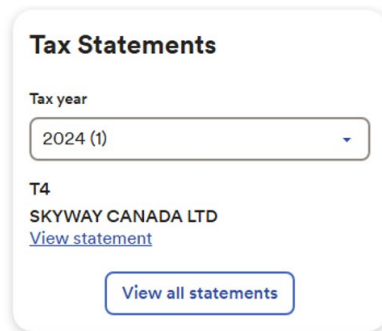 Tax Statements
Tax year
2024 (1)
T4
SKYWAY CANADA LTD
View statement
View all statements